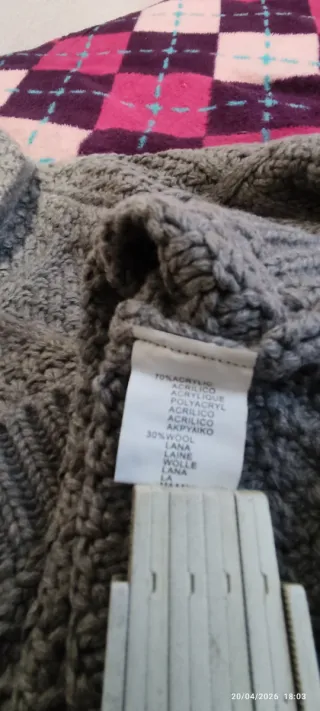 70%ACRYLIC
ACRILICO
ACRYLIQUE
POLYACRYL
ACRILICO
ACRILICO
ΑΚΡΥΛΙΚΟ
30%WOOL
LANA
LAINE
WOLLE
LANA
LA
20/04/2026 18:03